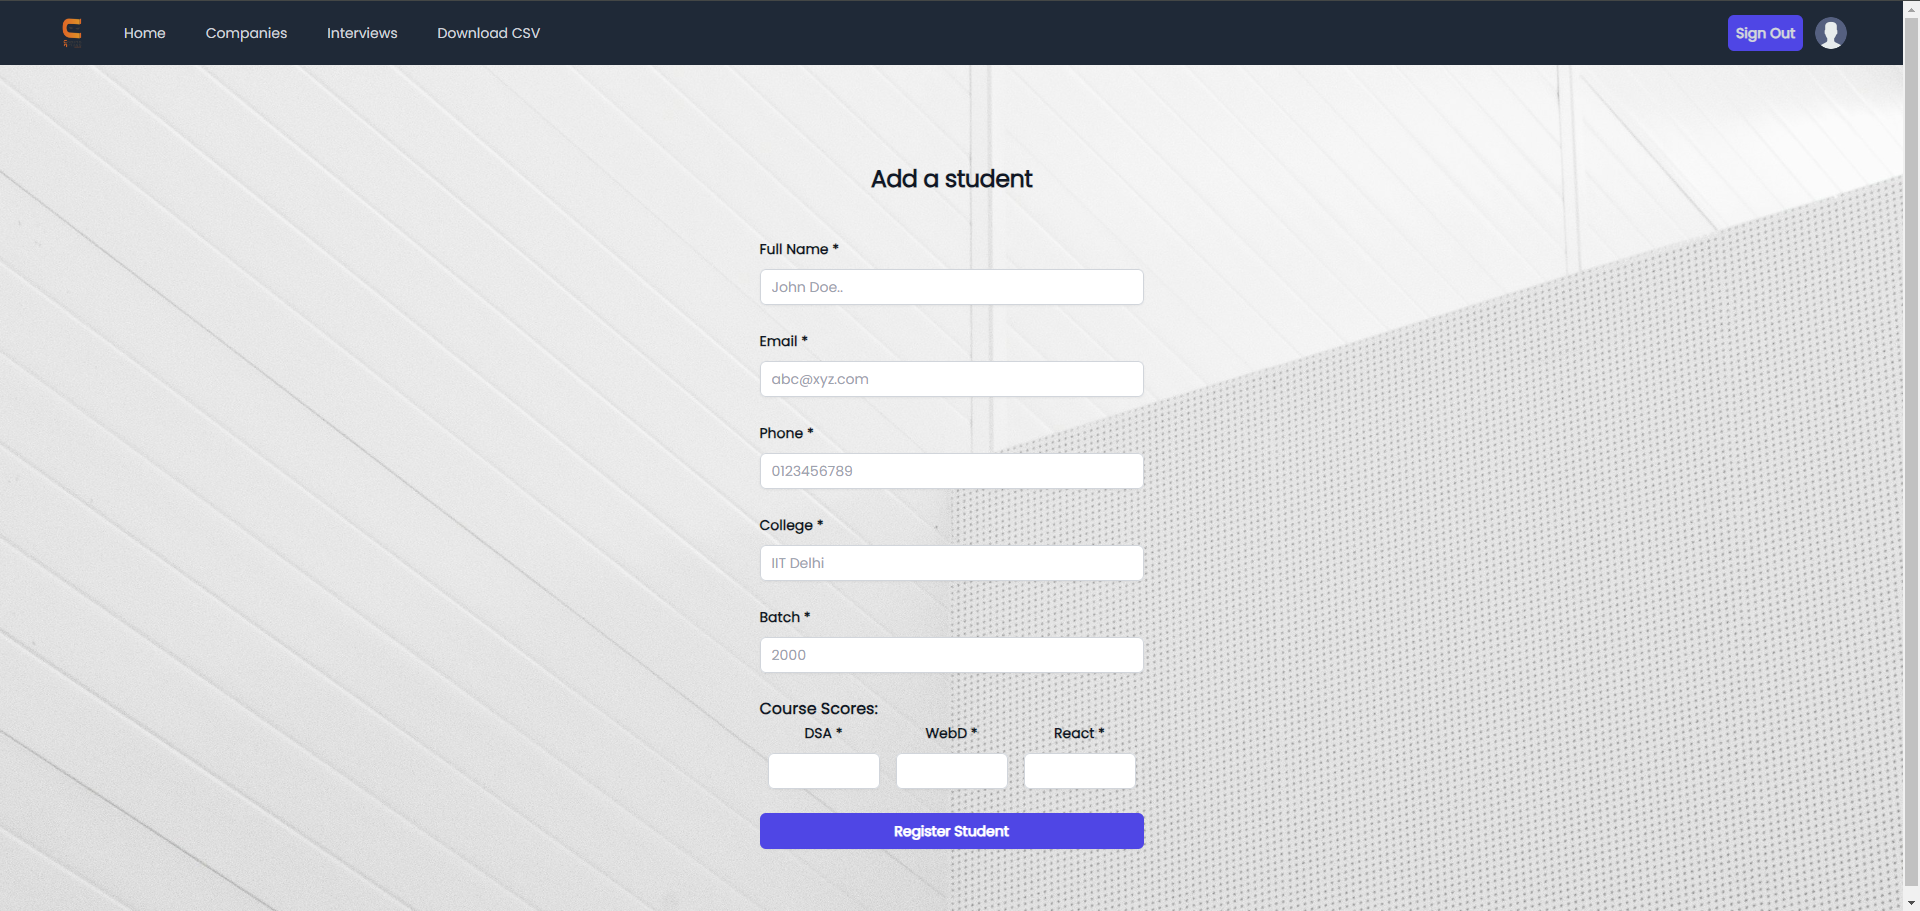 Home Companies Interviews Download CSV Sign Out
Add a student
Full Name *
John Doe..
Email *
abc@xyz.com
Phone *
0123456789
College *
IIT Delhi
Batch *
2000
Course Scores:
DSA * WebD * React *
Register Student